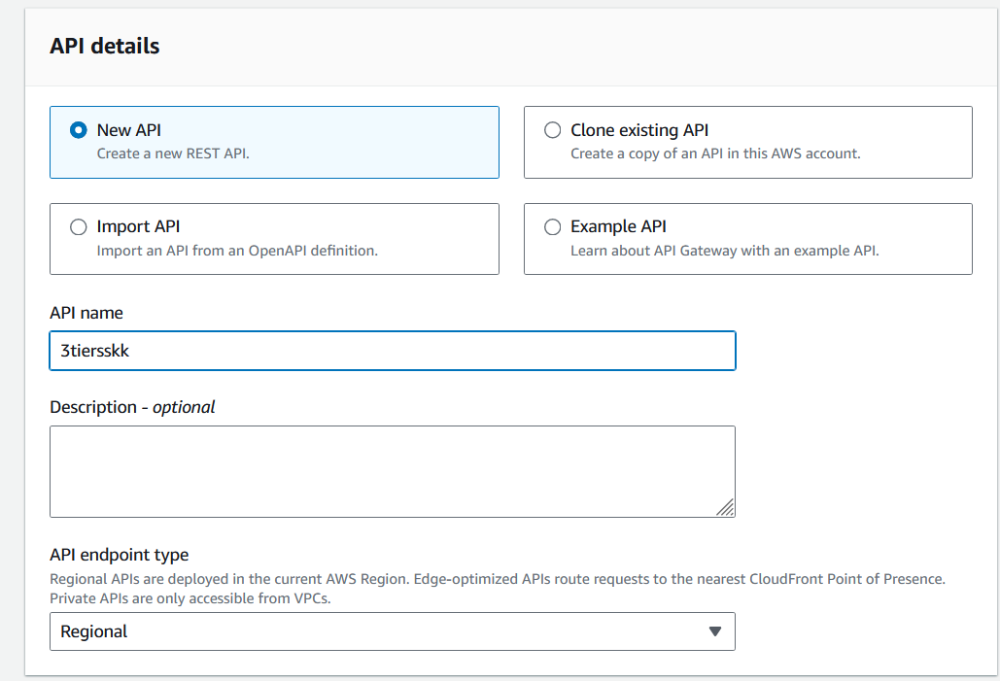 API details
New API
Create a new REST API.
Clone existing API
Create a copy of an API in this AWS account.
Import API
Import an API from an OpenAPI definition.
Example API
Learn about API Gateway with an example API.
API name
3tiersskk
Description - optional
API endpoint type
Regional APIs are deployed in the current AWS Region. Edge-optimized APIs route requests to the nearest CloudFront Point of Presence.
Private APIs are only accessible from VPCs.
Regional